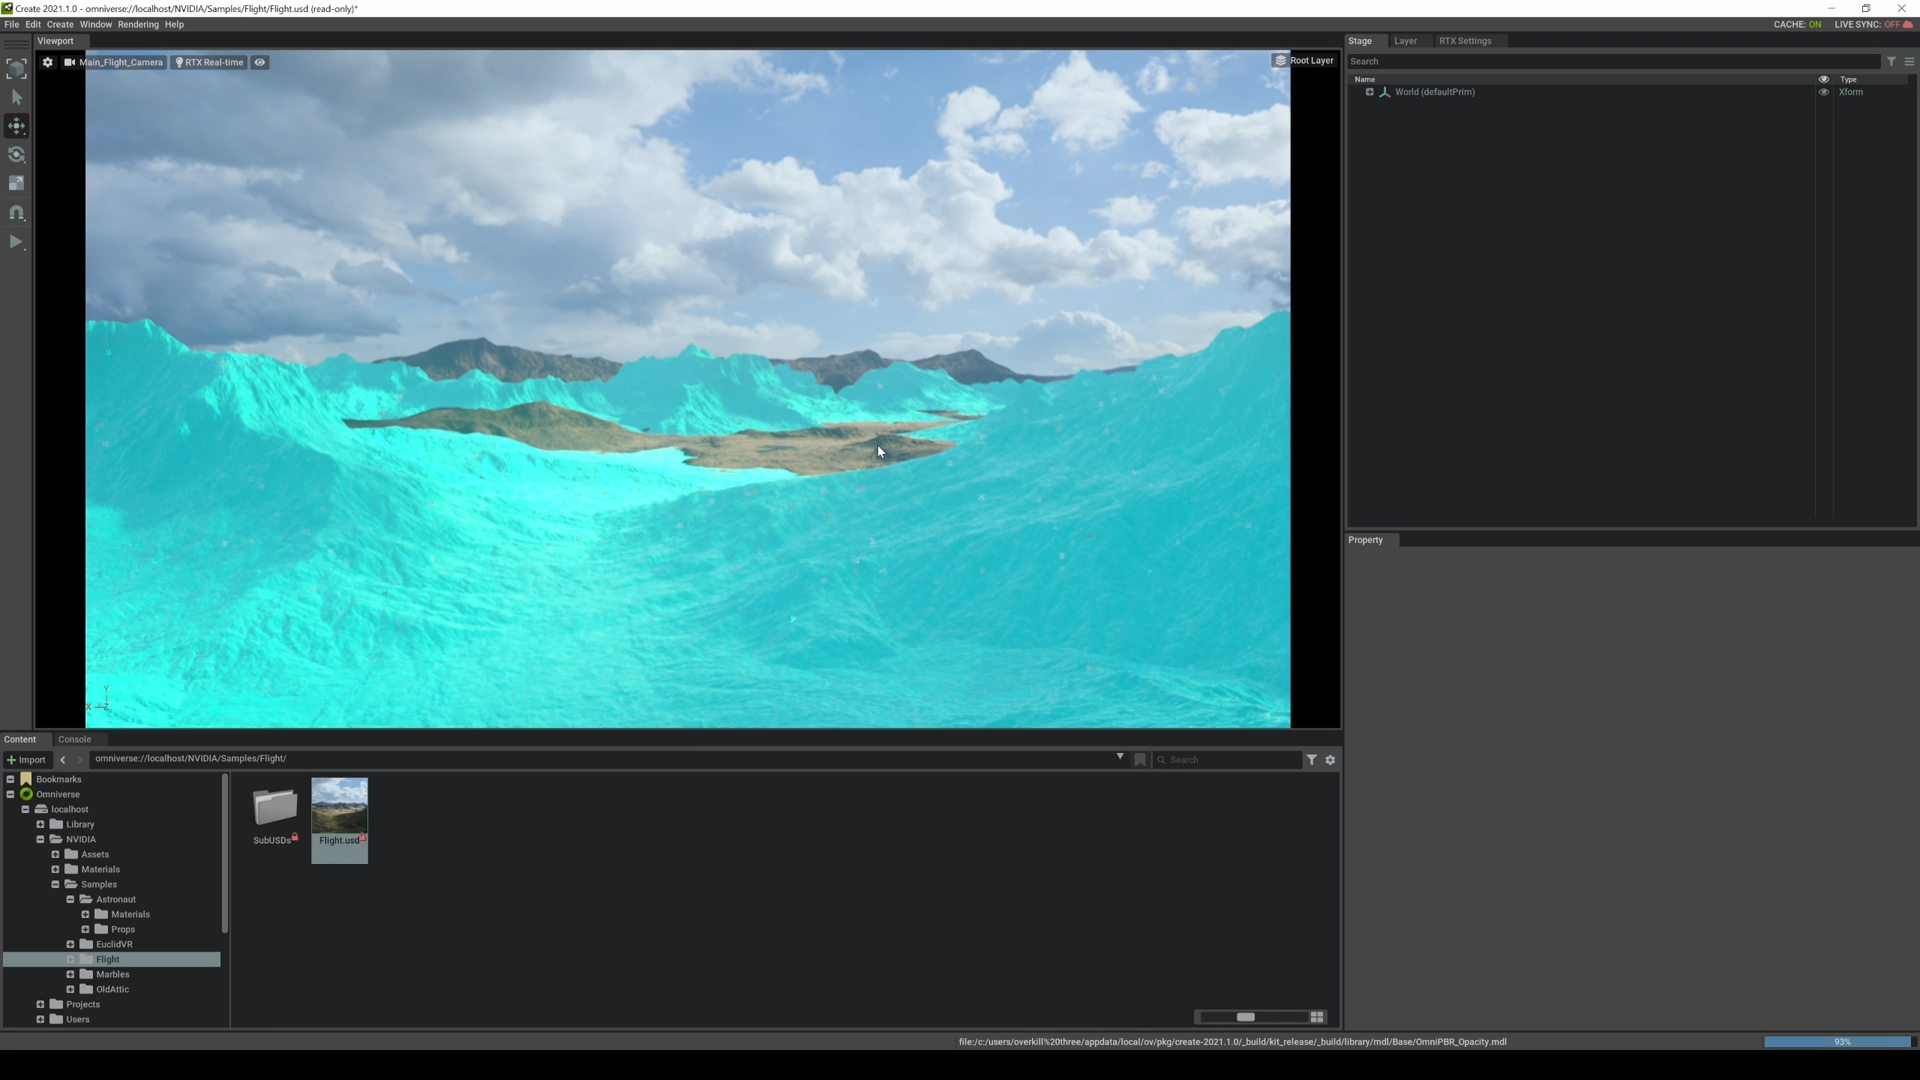 Create 2021.1.0 - omniverse://localhost/NVIDIA/Samples/Flight/Flight.usd (read-only)*
File Edit Create Window Rendering Help
CACHE: ON LIVE SYNC: OFF
Viewport
Main_Flight_Camera
RTX Real-time
Root Layer
Stage Layer RTX Settings
Search
Name Type
World (defaultPrim) Xform
Property
Y
X Z
Content Console
Import
omniverse://localhost/NVIDIA/Samples/Flight/
Search
Bookmarks
Omniverse
localhost
Library
NVIDIA
Assets
Materials
Samples
Astronaut
Materials
Props
EuclidVR
Flight
Marbles
OldAttic
Projects
Users
SubUSDs
Flight.usd
file:/c:/users/overkill%20three/appdata/local/ov/pkg/create-2021.1.0/_build/kit_release/_build/library/mdl/Base/OmniPBR_Opacity.mdl
93%